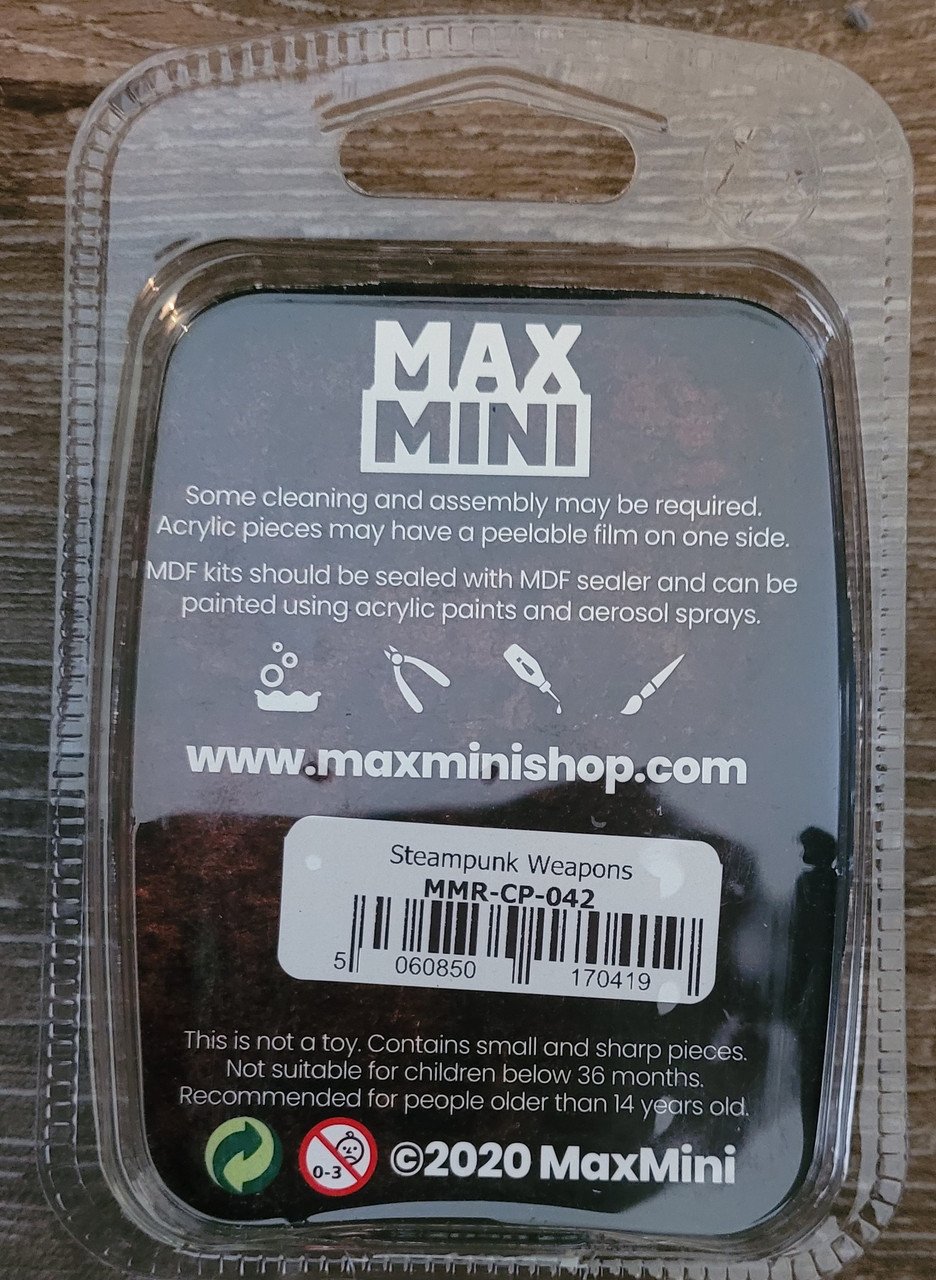 MAX
MINI
Some cleaning and assembly may be required.
Acrylic pieces may have a peelable film on one side.
MDF kits should be sealed with MDF sealer and can be
painted using acrylic paints and aerosol sprays.
www.maxminishop.com
Steampunk Weapons
MMR-CP-042
5 060850 170419
This is not a toy. Contains small and sharp pieces.
Not suitable for children below 36 months.
Recommended for people older than 14 years old.
0-3 ©2020 MaxMini